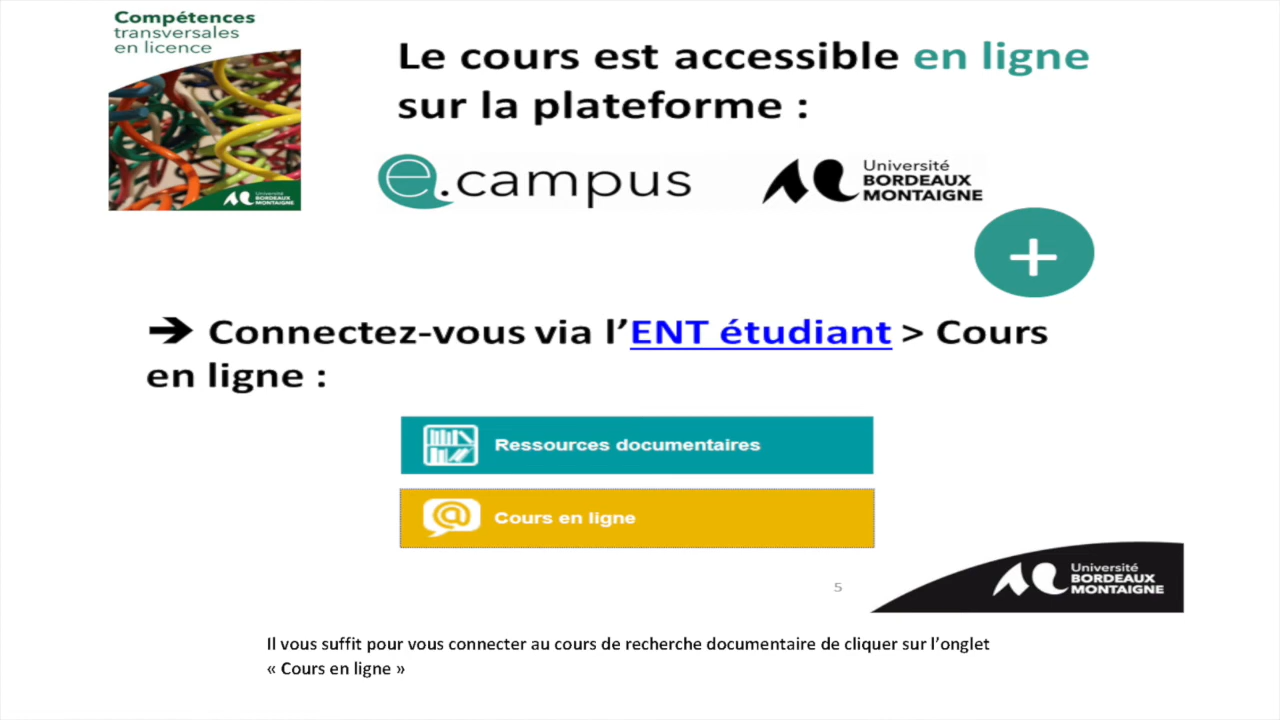 Compétences
transversales
en licence
Université
BORDEAUX
MONTAIGNE
Le cours est accessible en ligne
sur la plateforme :
e.campus
Université
BORDEAUX
MONTAIGNE
+
➔ Connectez-vous via l’ENT étudiant > Cours
en ligne :
Ressources documentaires
@ Cours en ligne
5
Université
BORDEAUX
MONTAIGNE
Il vous suffit pour vous connecter au cours de recherche documentaire de cliquer sur l’onglet
« Cours en ligne »